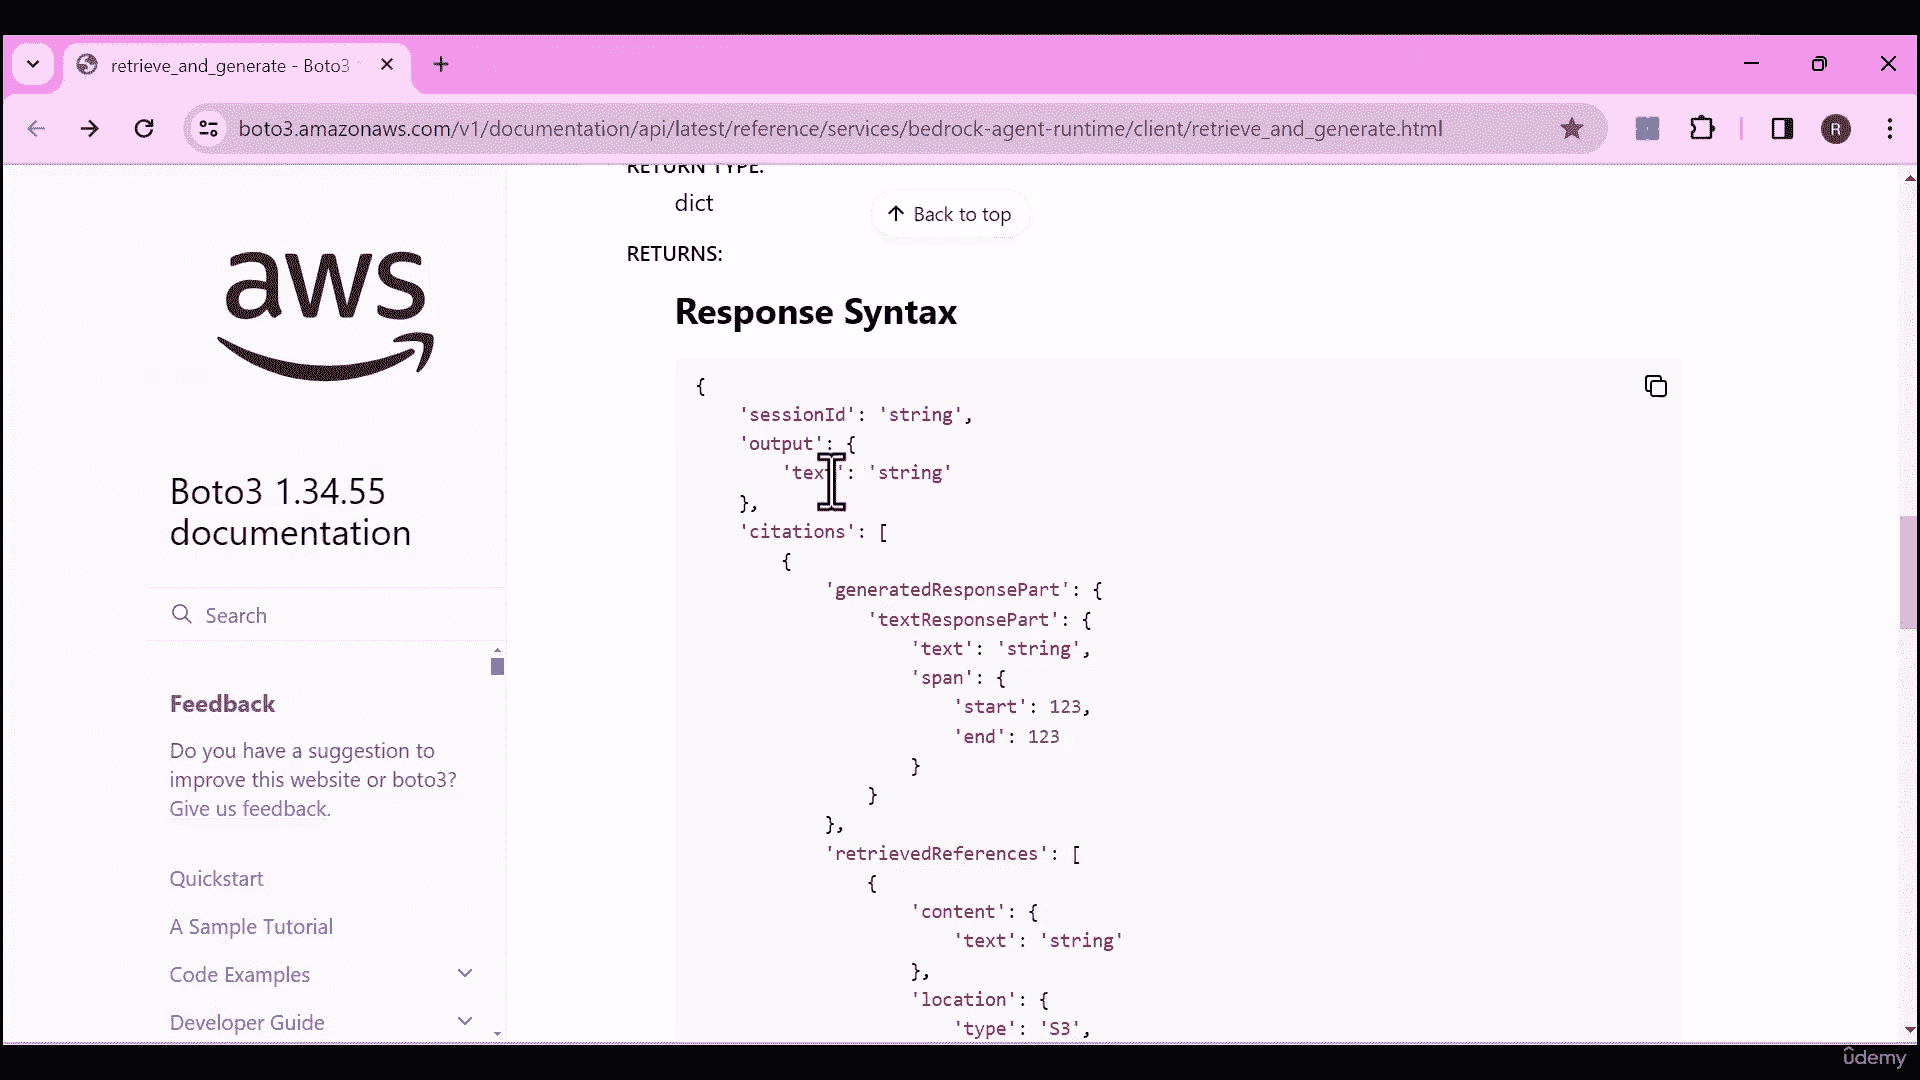 retrieve_and_generate - Boto3
boto3.amazonaws.com/v1/documentation/api/latest/reference/services/bedrock-agent-runtime/client/retrieve_and_generate.html
R
RETURN TYPE:
dict
Back to top
RETURNS:
aws
Response Syntax
{
'sessionId': 'string',
'output': {
'text': 'string'
},
'citations': [
{
'generatedResponsePart': {
'textResponsePart': {
'text': 'string',
'span': {
'start': 123,
'end': 123
}
}
},
'retrievedReferences': [
{
'content': {
'text': 'string'
},
'location': {
'type': 'S3',
Boto3 1.34.55
documentation
Search
Feedback
Do you have a suggestion to
improve this website or boto3?
Give us feedback.
Quickstart
A Sample Tutorial
Code Examples
Developer Guide
ûdemy